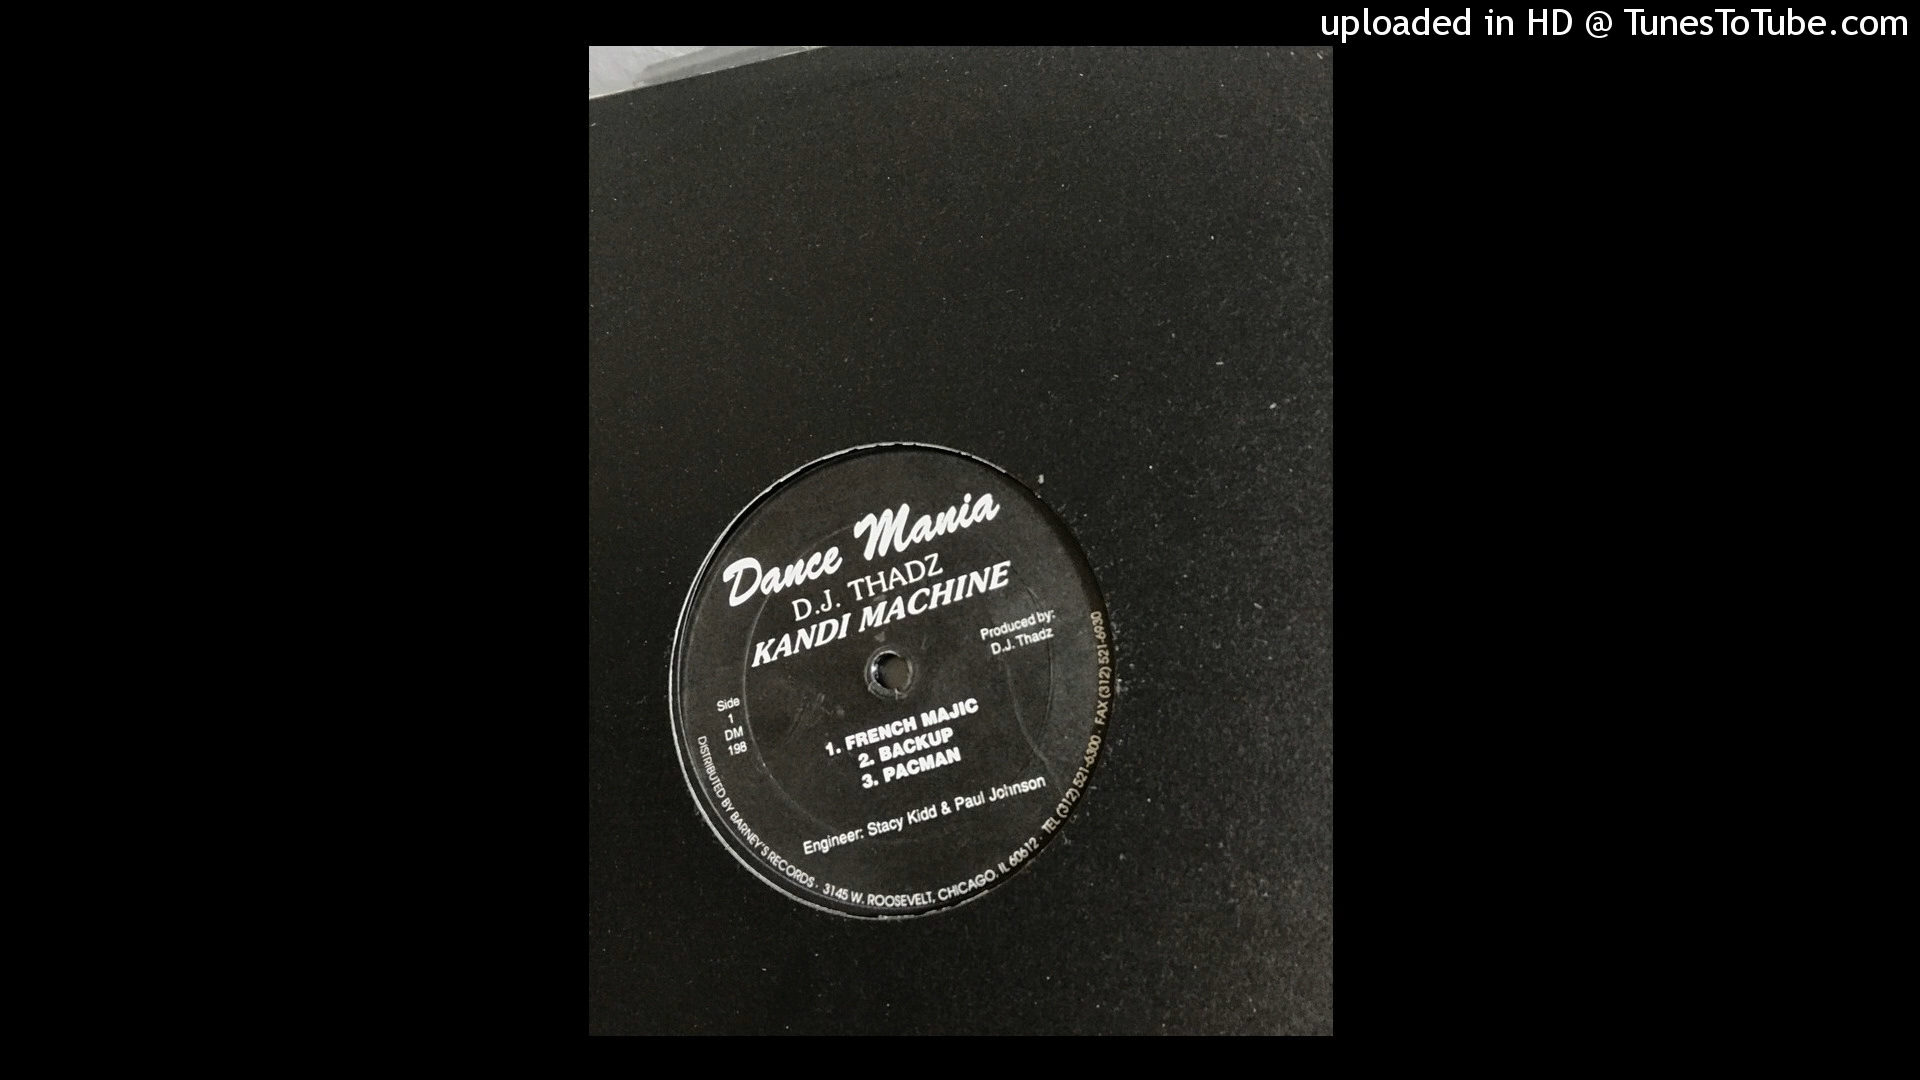 uploaded in HD @ TunesToTube.com
Dance Mania
D.J. THADZ
KANDI MACHINE
Produced by:
D.J. Thadz
Side
1
DM
198
1. FRENCH MAJIC
2. BACKUP
3. PACMAN
Engineer: Stacy Kidd & Paul Johnson
DISTRIBUTED BY BARNEY'S RECORDS · 3145 W. ROOSEVELT, CHICAGO, IL 60612 · TEL (312) 521-6300 · FAX (312) 521-6930